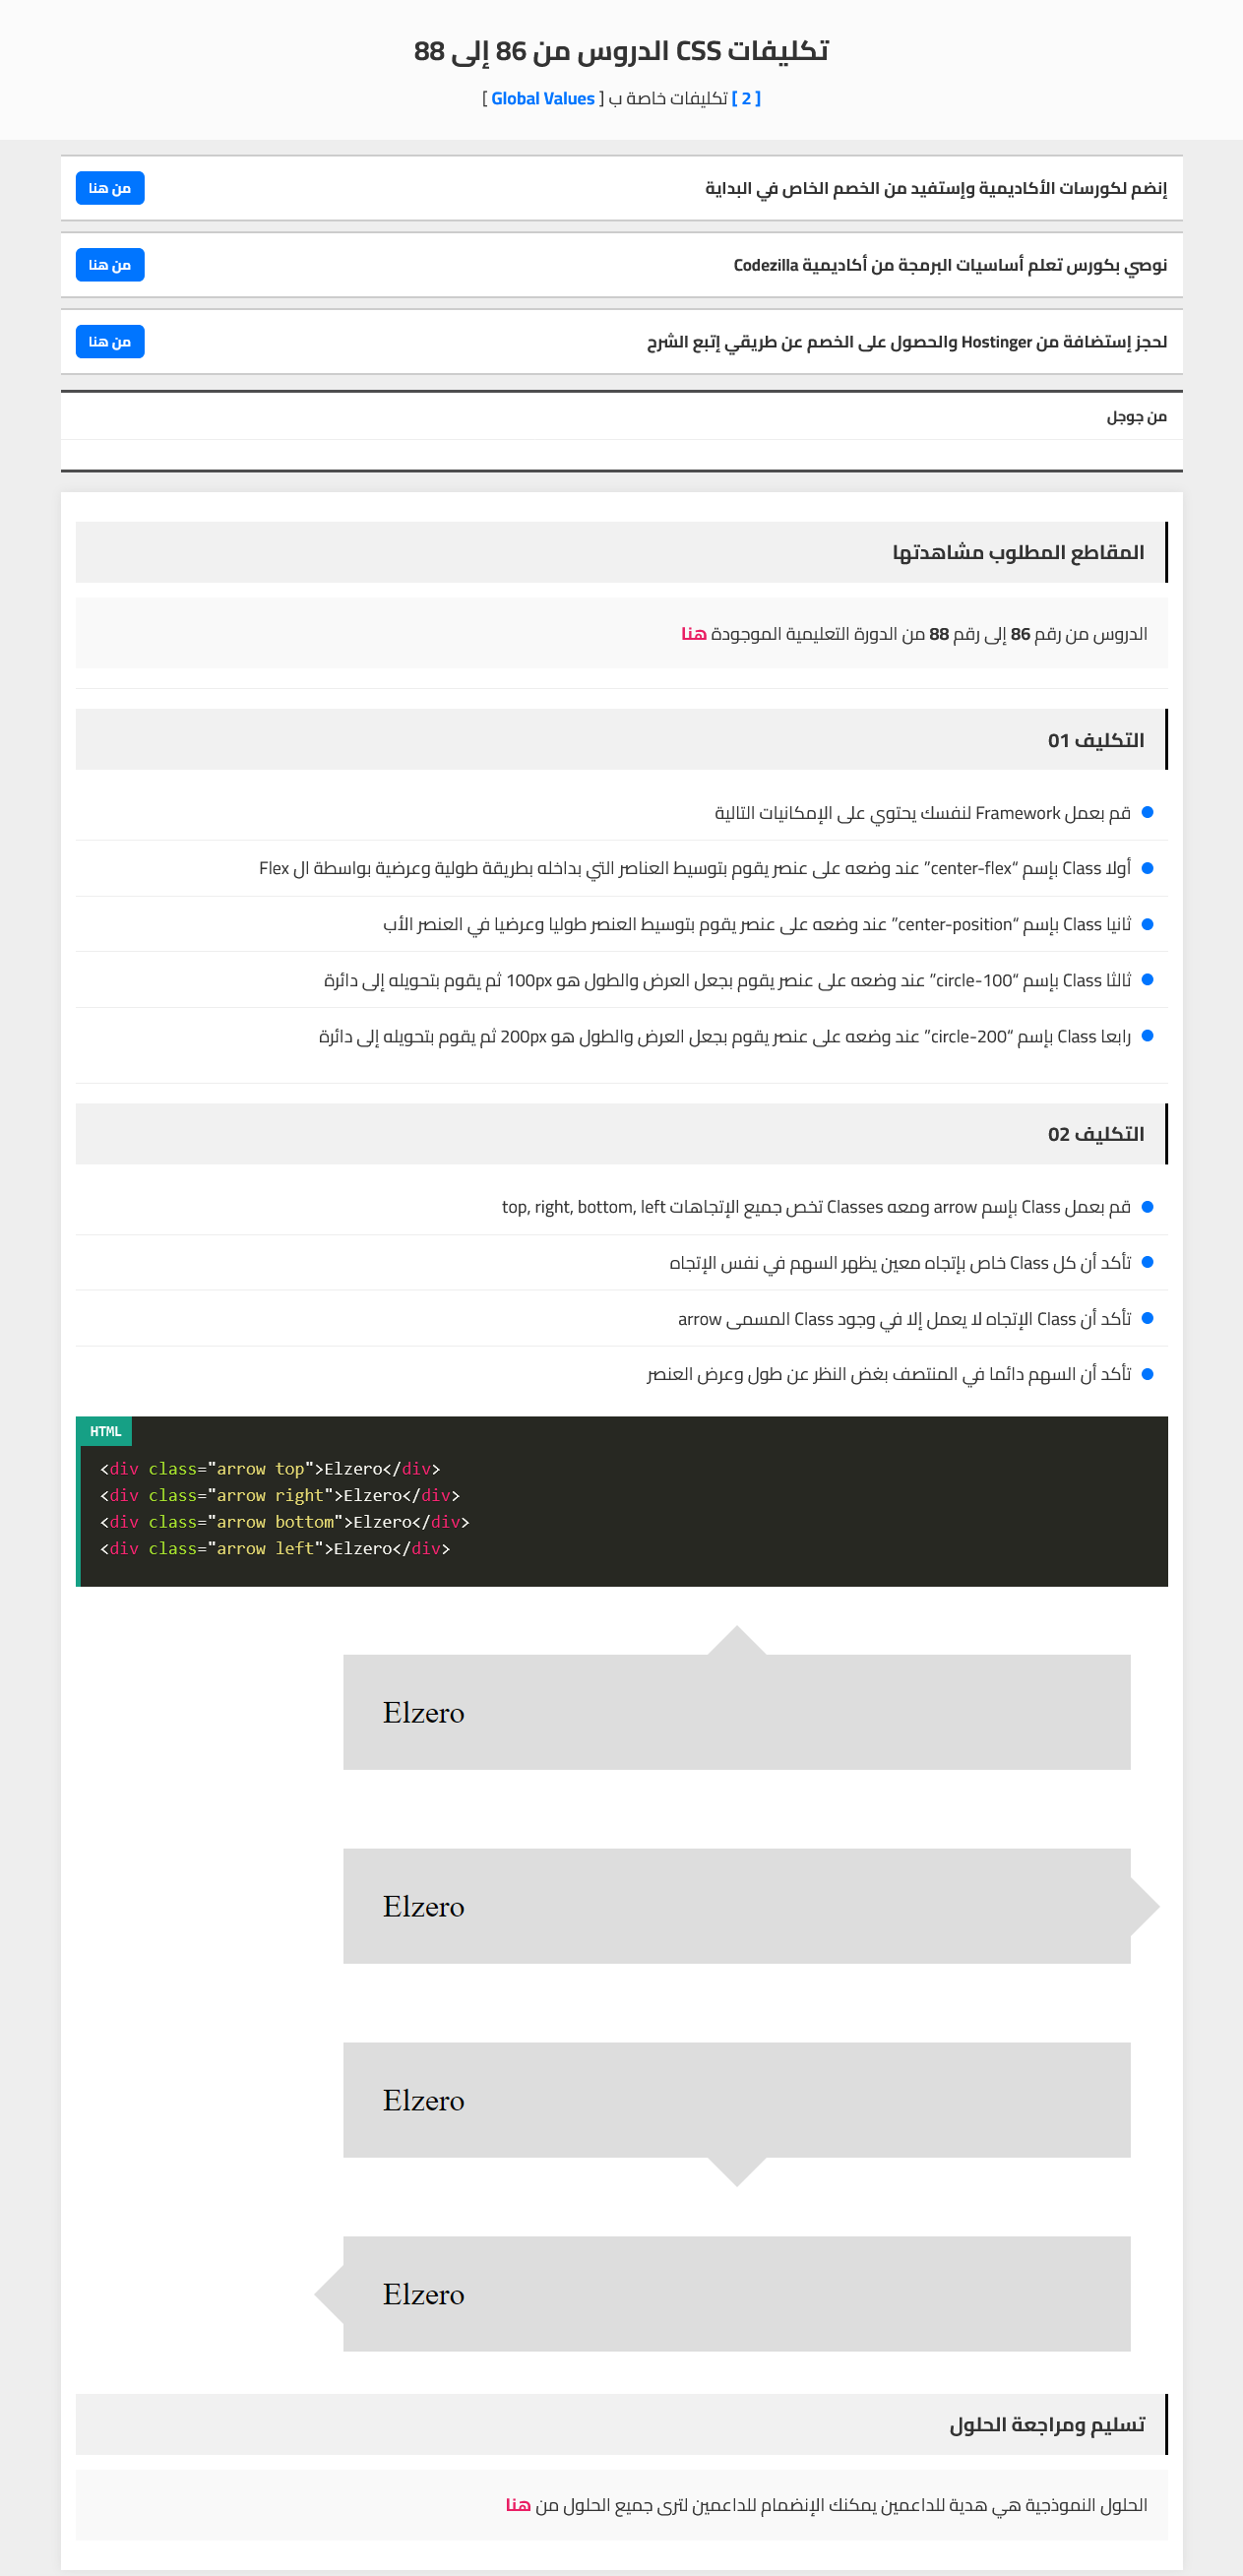 تكليفات CSS الدروس من 86 إلى 88
[ 2 ] تكليفات خاصة ب [ Global Values ]
إنضم لكورسات الأكاديمية وإستفيد من الخصم الخاص في البداية
من هنا
نوصي بكورس تعلم أساسيات البرمجة من أكاديمية Codezilla
من هنا
لحجز إستضافة من Hostinger والحصول على الخصم عن طريقي إتبع الشرح
من هنا
من جوجل
المقاطع المطلوب مشاهدتها
الدروس من رقم 86 إلى رقم 88 من الدورة التعليمية الموجودة هنا
التكليف 01
قم بعمل Framework لنفسك يحتوي على الإمكانيات التالية
أولا Class بإسم “center-flex” عند وضعه على عنصر يقوم بتوسيط العناصر التي بداخله بطريقة طولية وعرضية بواسطة ال Flex
ثانيا Class بإسم “center-position” عند وضعه على عنصر يقوم بتوسيط العنصر طوليا وعرضيا في العنصر الأب
ثالثا Class بإسم “circle-100” عند وضعه على عنصر يقوم بجعل العرض والطول هو 100px ثم يقوم بتحويله إلى دائرة
رابعا Class بإسم “circle-200” عند وضعه على عنصر يقوم بجعل العرض والطول هو 200px ثم يقوم بتحويله إلى دائرة
التكليف 02
قم بعمل Class بإسم arrow ومعه Classes تخص جميع الإتجاهات top, right, bottom, left
تأكد أن كل Class خاص بإتجاه معين يظهر السهم في نفس الإتجاه
تأكد أن Class الإتجاه لا يعمل إلا في وجود Class المسمى arrow
تأكد أن السهم دائما في المنتصف بغض النظر عن طول وعرض العنصر
HTML
<div class="arrow top">Elzero</div>
<div class="arrow right">Elzero</div>
<div class="arrow bottom">Elzero</div>
<div class="arrow left">Elzero</div>
Elzero
Elzero
Elzero
Elzero
تسليم ومراجعة الحلول
الحلول النموذجية هي هدية للداعمين يمكنك الإنضمام للداعمين لترى جميع الحلول من هنا